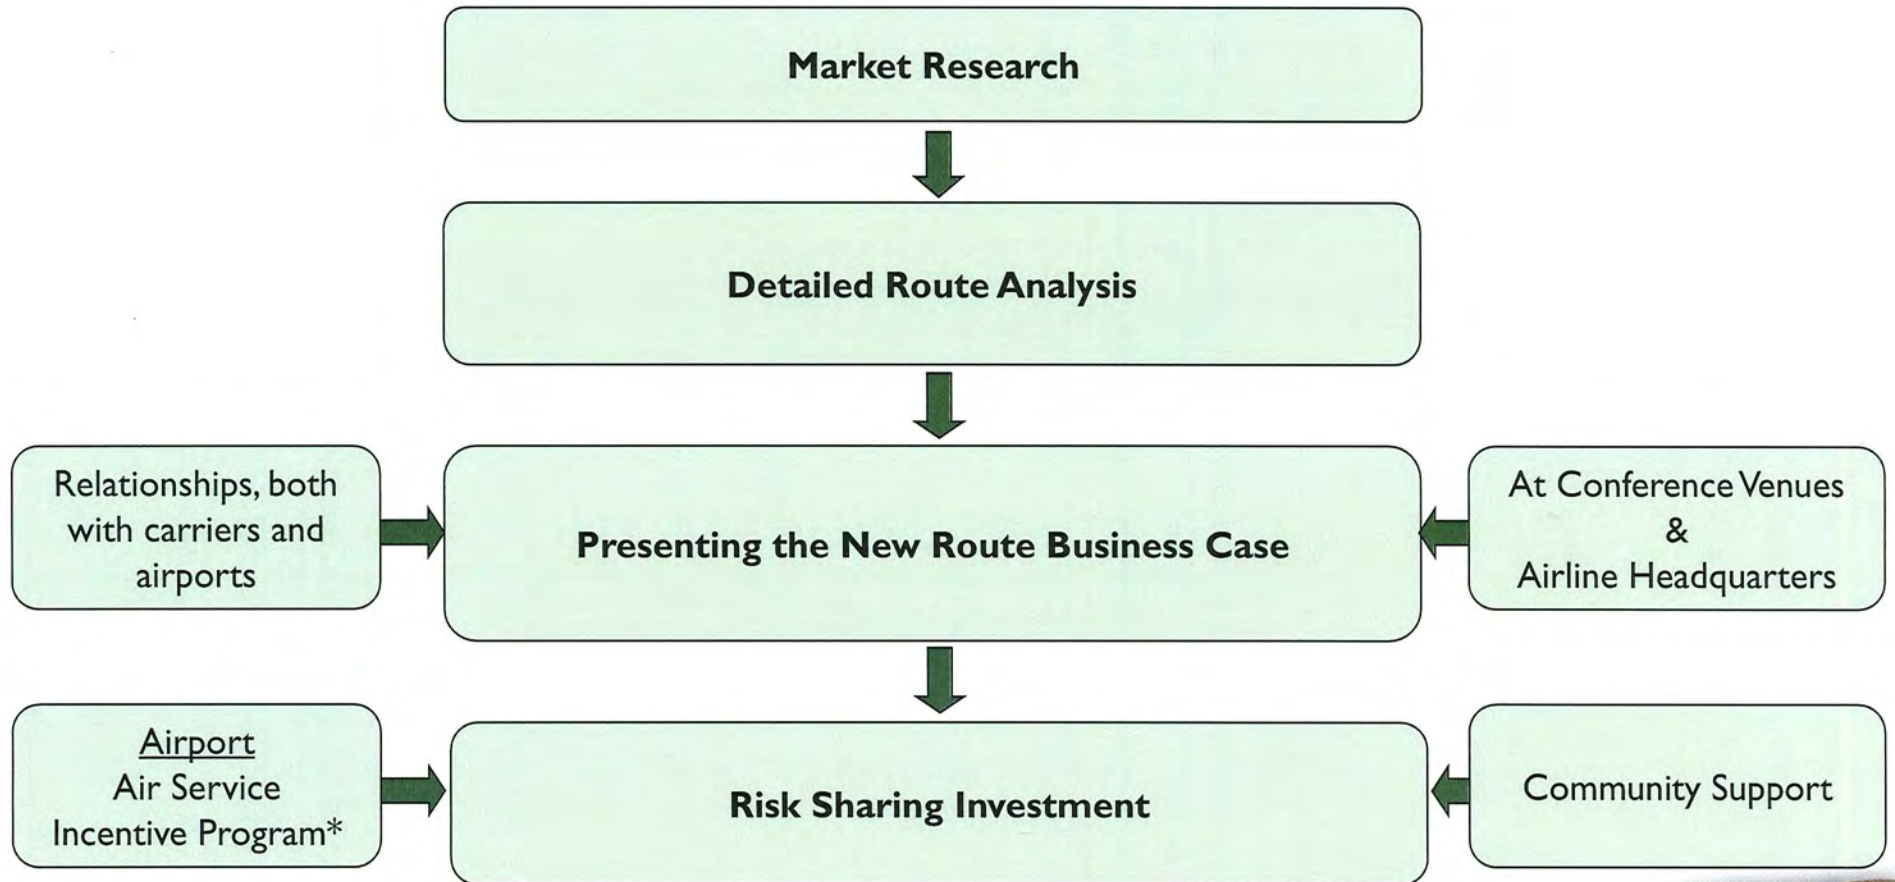 Market Research
Detailed Route Analysis
Relationships, both
with carriers and
airports
Presenting the New Route Business Case
At Conference Venues
&
Airline Headquarters
Airport
Air Service
Incentive Program*
Risk Sharing Investment
Community Support